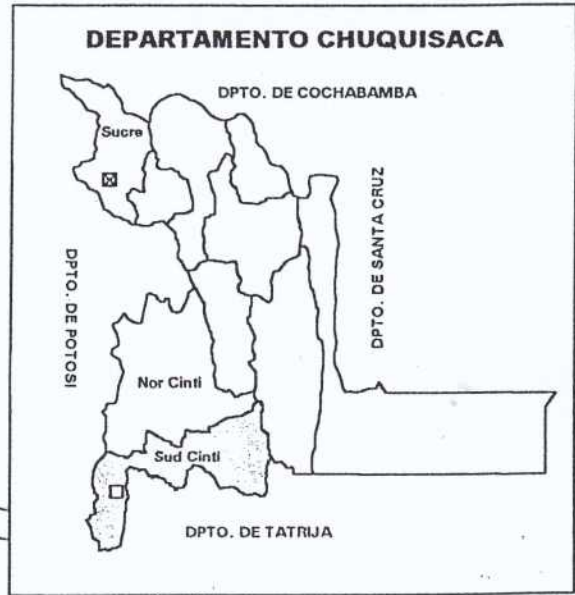 DEPARTAMENTO CHUQUISACA
DPTO. DE COCHABAMBA
Sucre
DPTO. DE SANTA CRUZ
DPTO. DE POTOSI
Nor Cinti
Sud Cinti
DPTO. DE TATRIJA